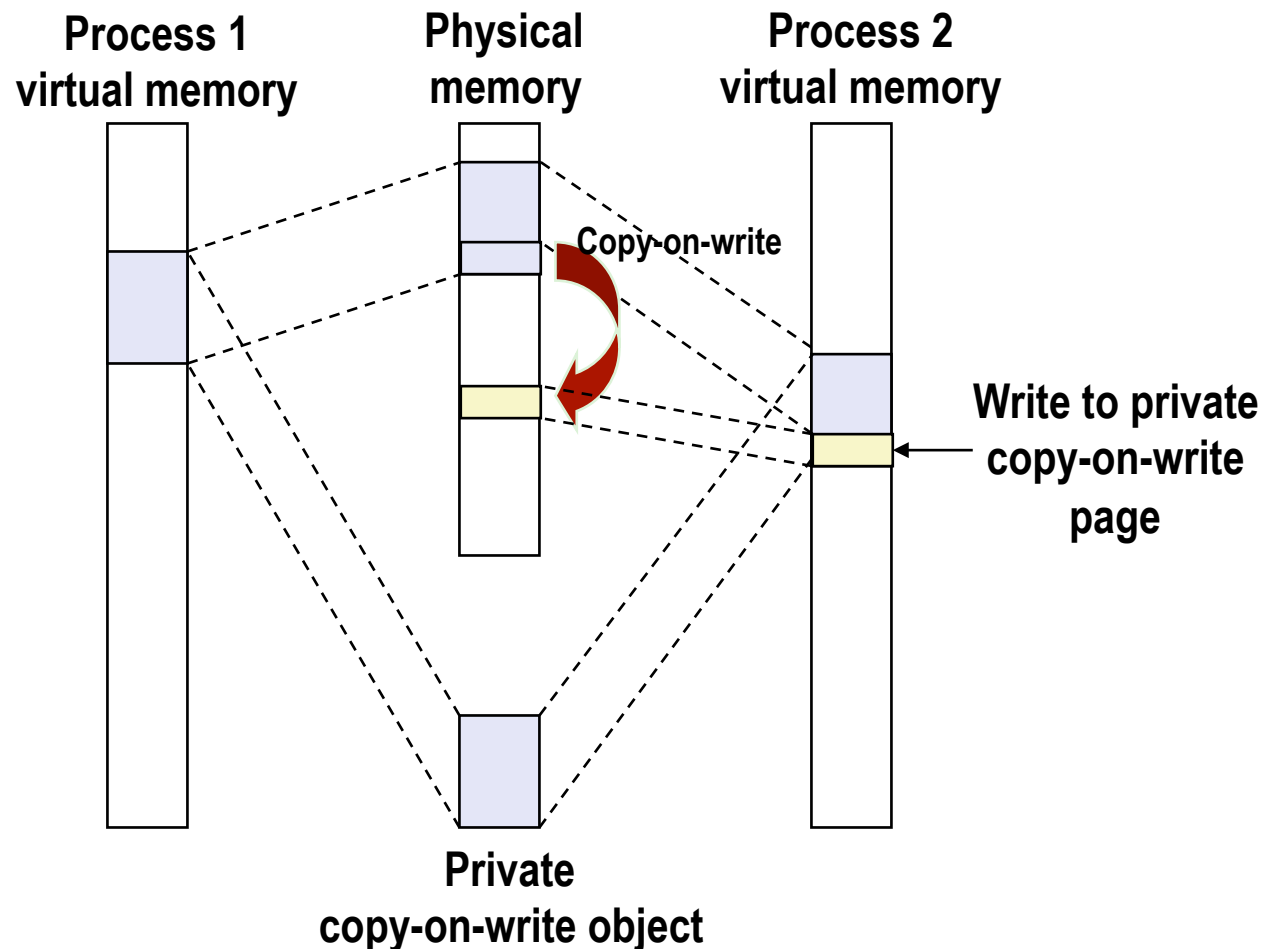 Process 1
virtual memory
Physical
memory
Process 2
virtual memory
Copy-on-write
Write to private
copy-on-write
page
Private
copy-on-write object